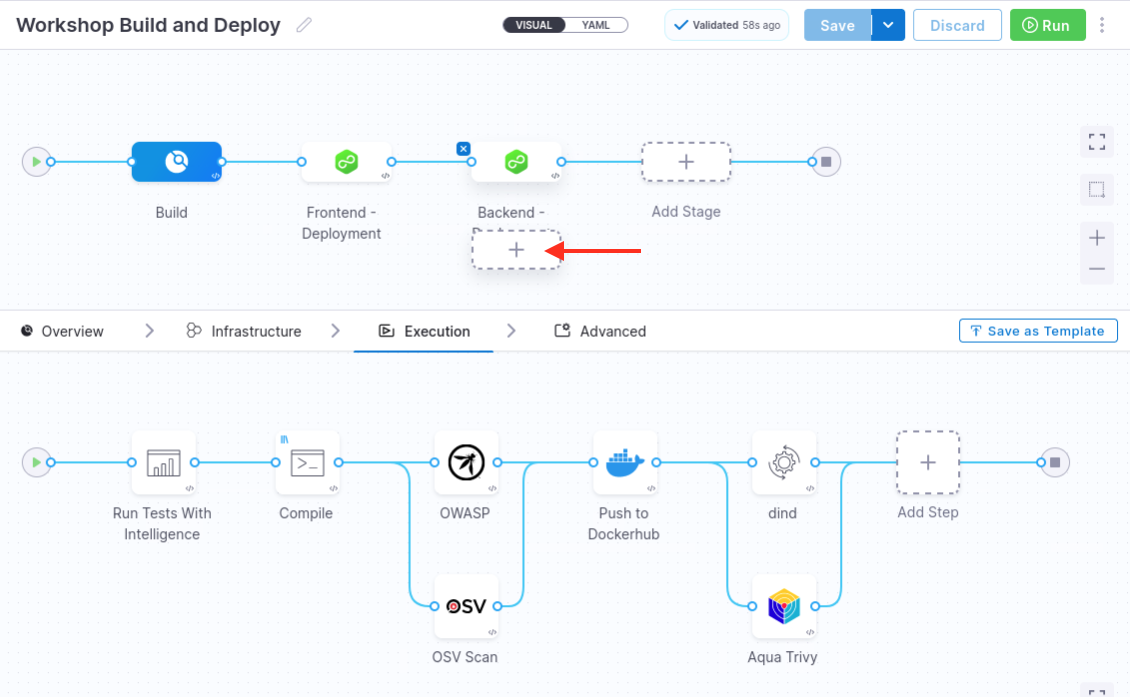 Workshop Build and Deploy
VISUAL
YAML
Validated 58s ago
Save
Discard
Run
Build
Frontend -
Deployment
Backend -
Add Stage
Overview
Infrastructure
Execution
Advanced
Save as Template
Run Tests With
Intelligence
Compile
OWASP
OSV
OSV Scan
Push to
Dockerhub
dind
Aqua Trivy
Add Step